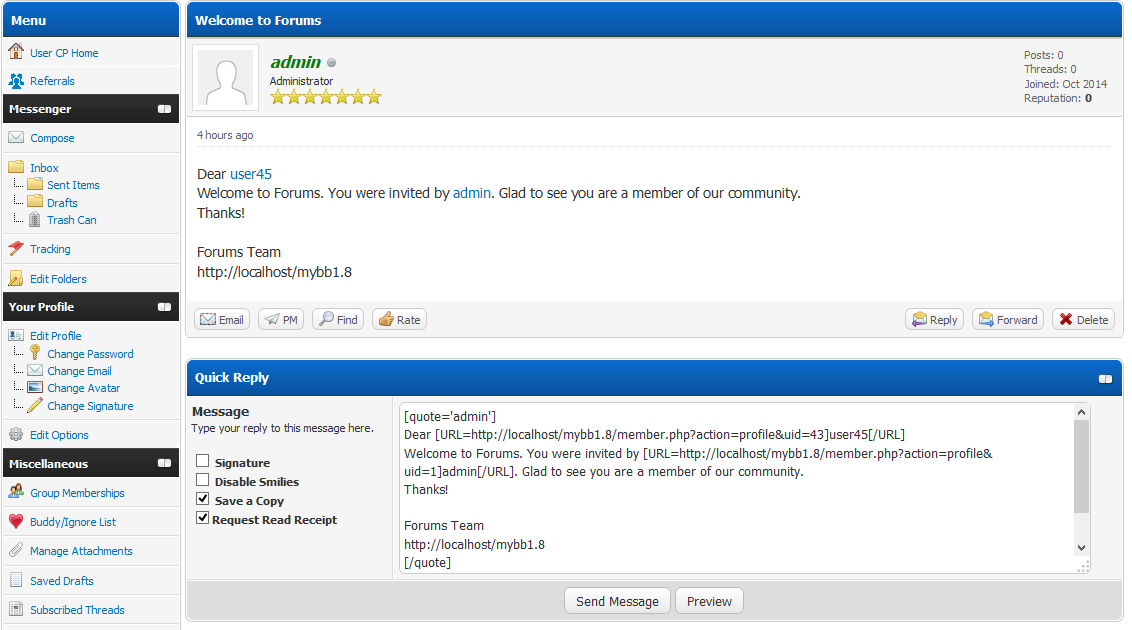 Menu
User CP Home
Referrals
Messenger
Compose
Inbox
Sent Items
Drafts
Trash Can
Tracking
Edit Folders
Your Profile
Edit Profile
Change Password
Change Email
Change Avatar
Change Signature
Edit Options
Miscellaneous
Group Memberships
Buddy/Ignore List
Manage Attachments
Saved Drafts
Subscribed Threads
Welcome to Forums
admin
Administrator
Posts: 0
Threads: 0
Joined: Oct 2014
Reputation: 0
4 hours ago
Dear user45
Welcome to Forums. You were invited by admin. Glad to see you are a member of our community.
Thanks!
Forums Team
http://localhost/mybb1.8
Email PM Find Rate Reply Forward Delete
Quick Reply
Message
Type your reply to this message here.
Signature
Disable Smilies
Save a Copy
Request Read Receipt
[quote='admin']
Dear [URL=http://localhost/mybb1.8/member.php?action=profile&uid=43]user45[/URL]
Welcome to Forums. You were invited by [URL=http://localhost/mybb1.8/member.php?action=profile&
uid=1]admin[/URL]. Glad to see you are a member of our community.
Thanks!
Forums Team
http://localhost/mybb1.8
[/quote]
Send Message Preview